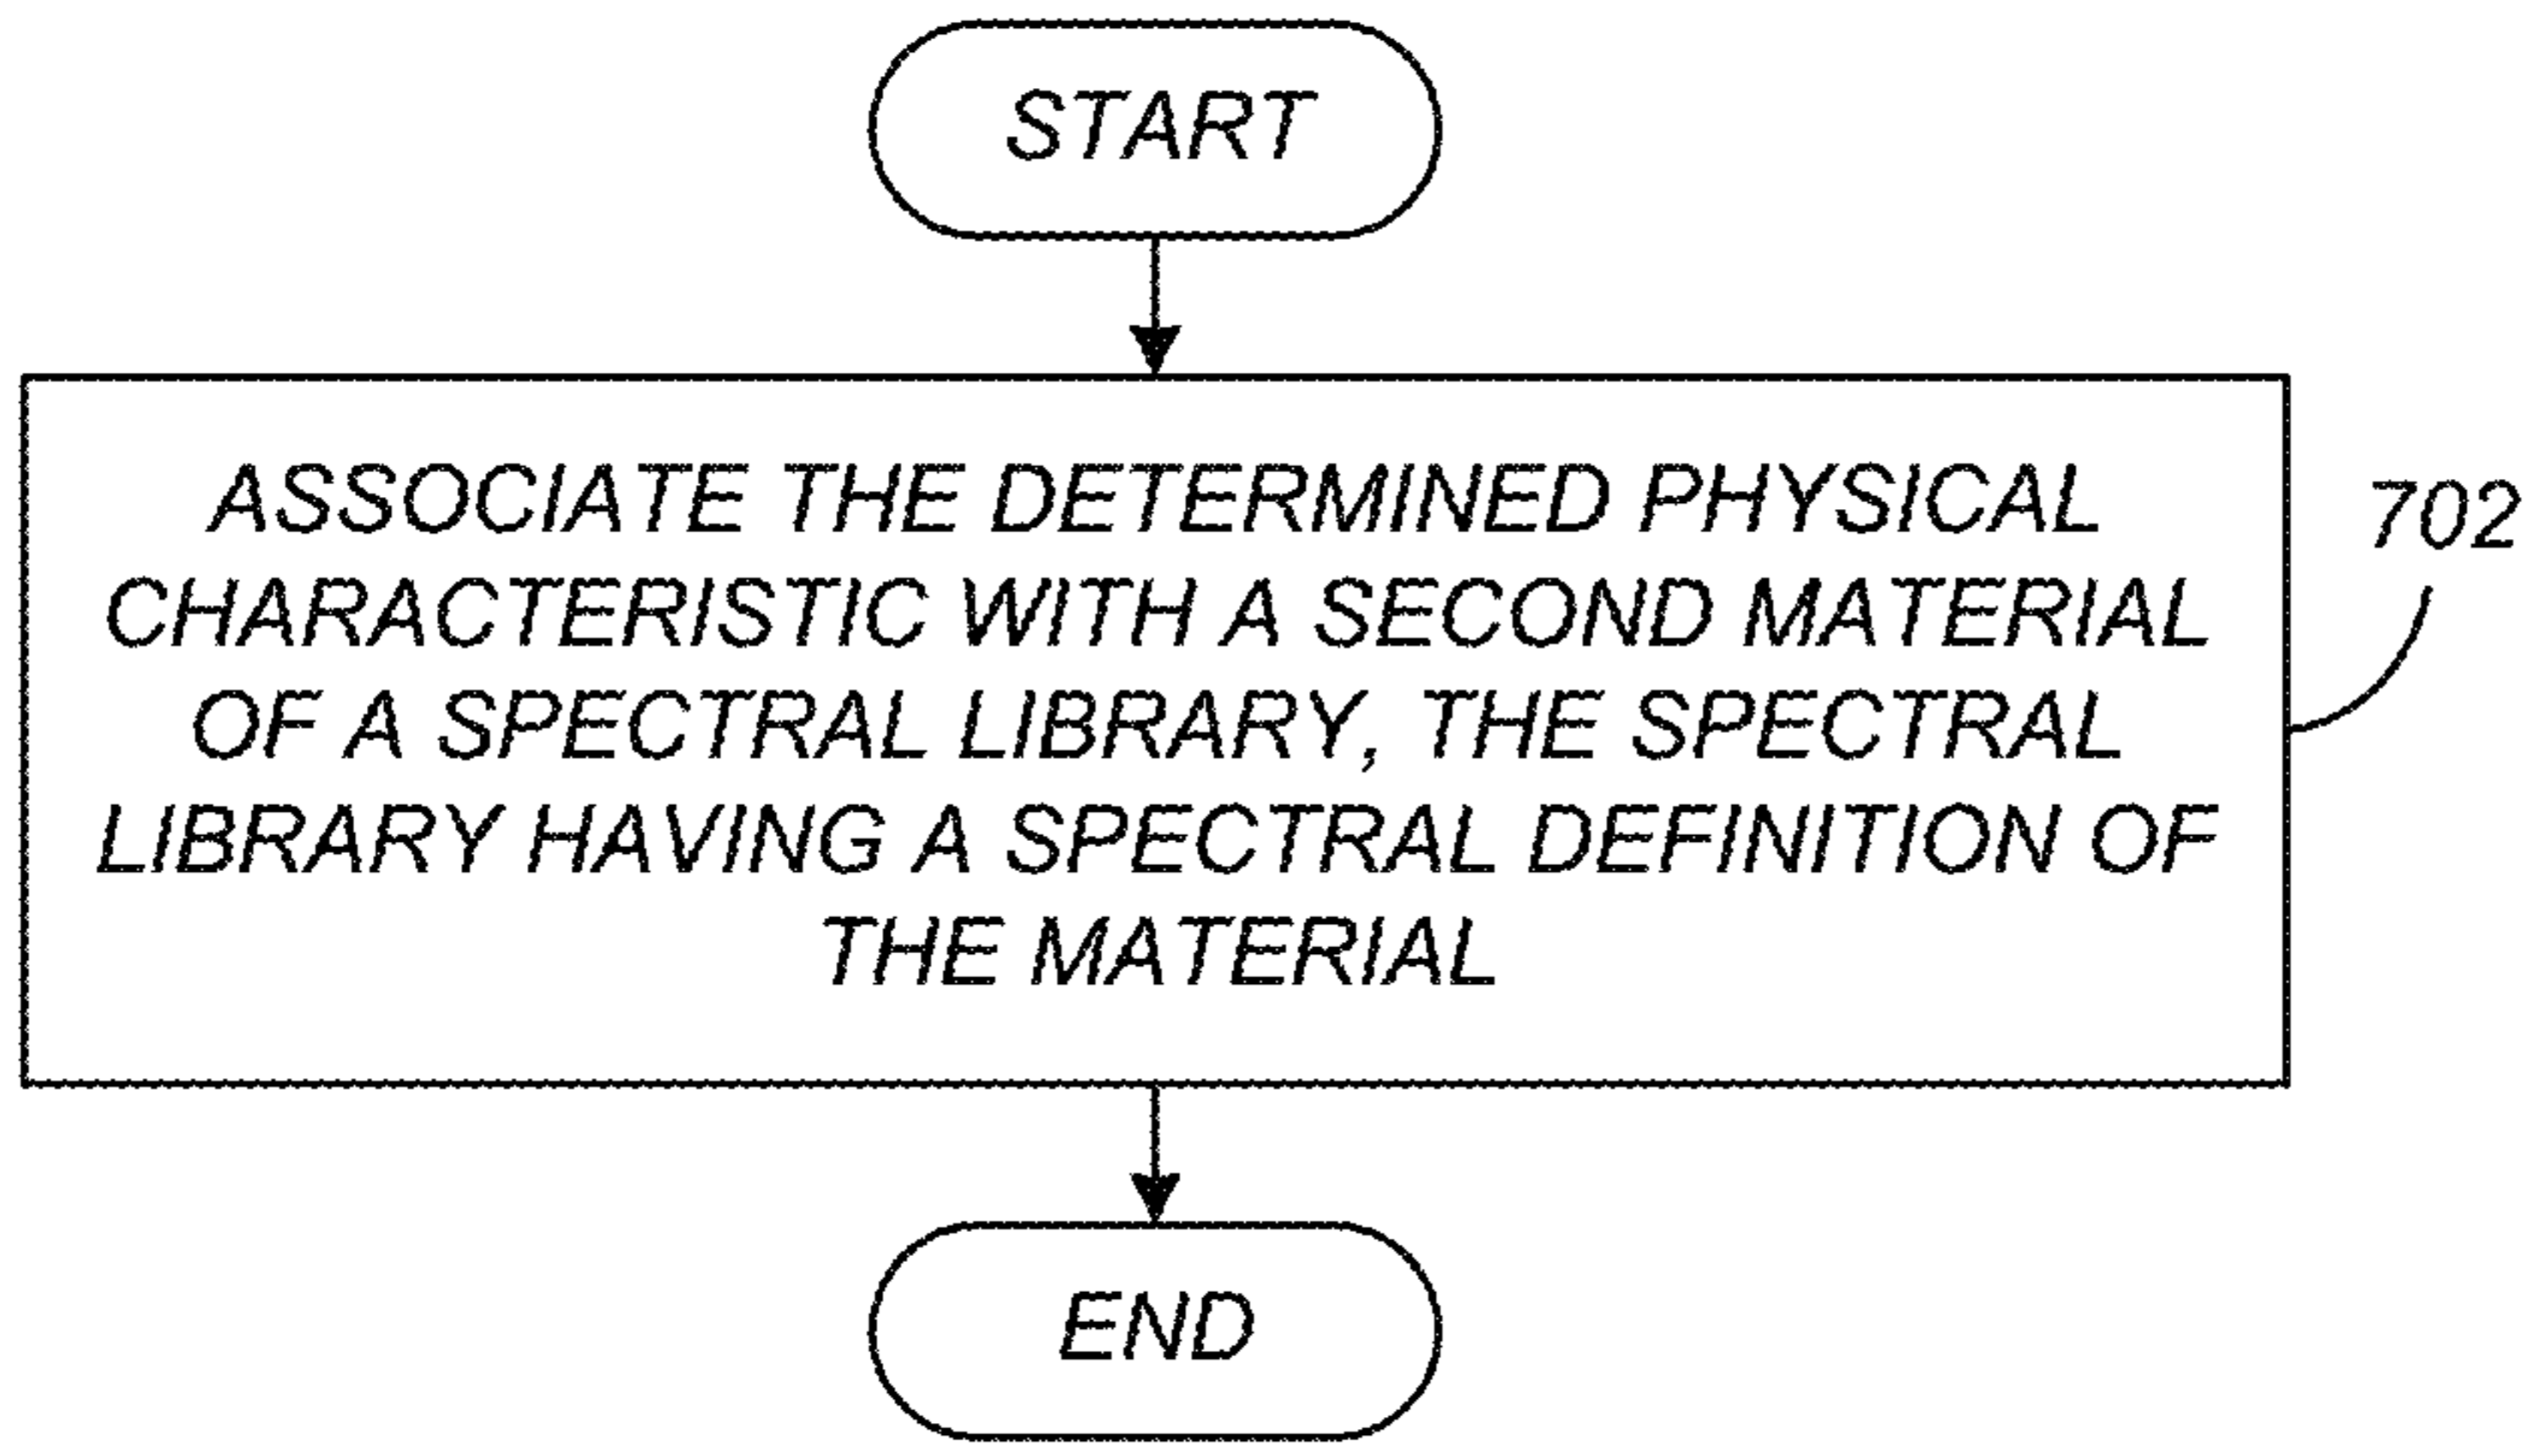 START
ASSOCIATE THE DETERMINED PHYSICAL
CHARACTERISTIC WITH A SECOND MATERIAL
OF A SPECTRAL LIBRARY, THE SPECTRAL
LIBRARY HAVING A SPECTRAL DEFINITION OF
THE MATERIAL
702
END